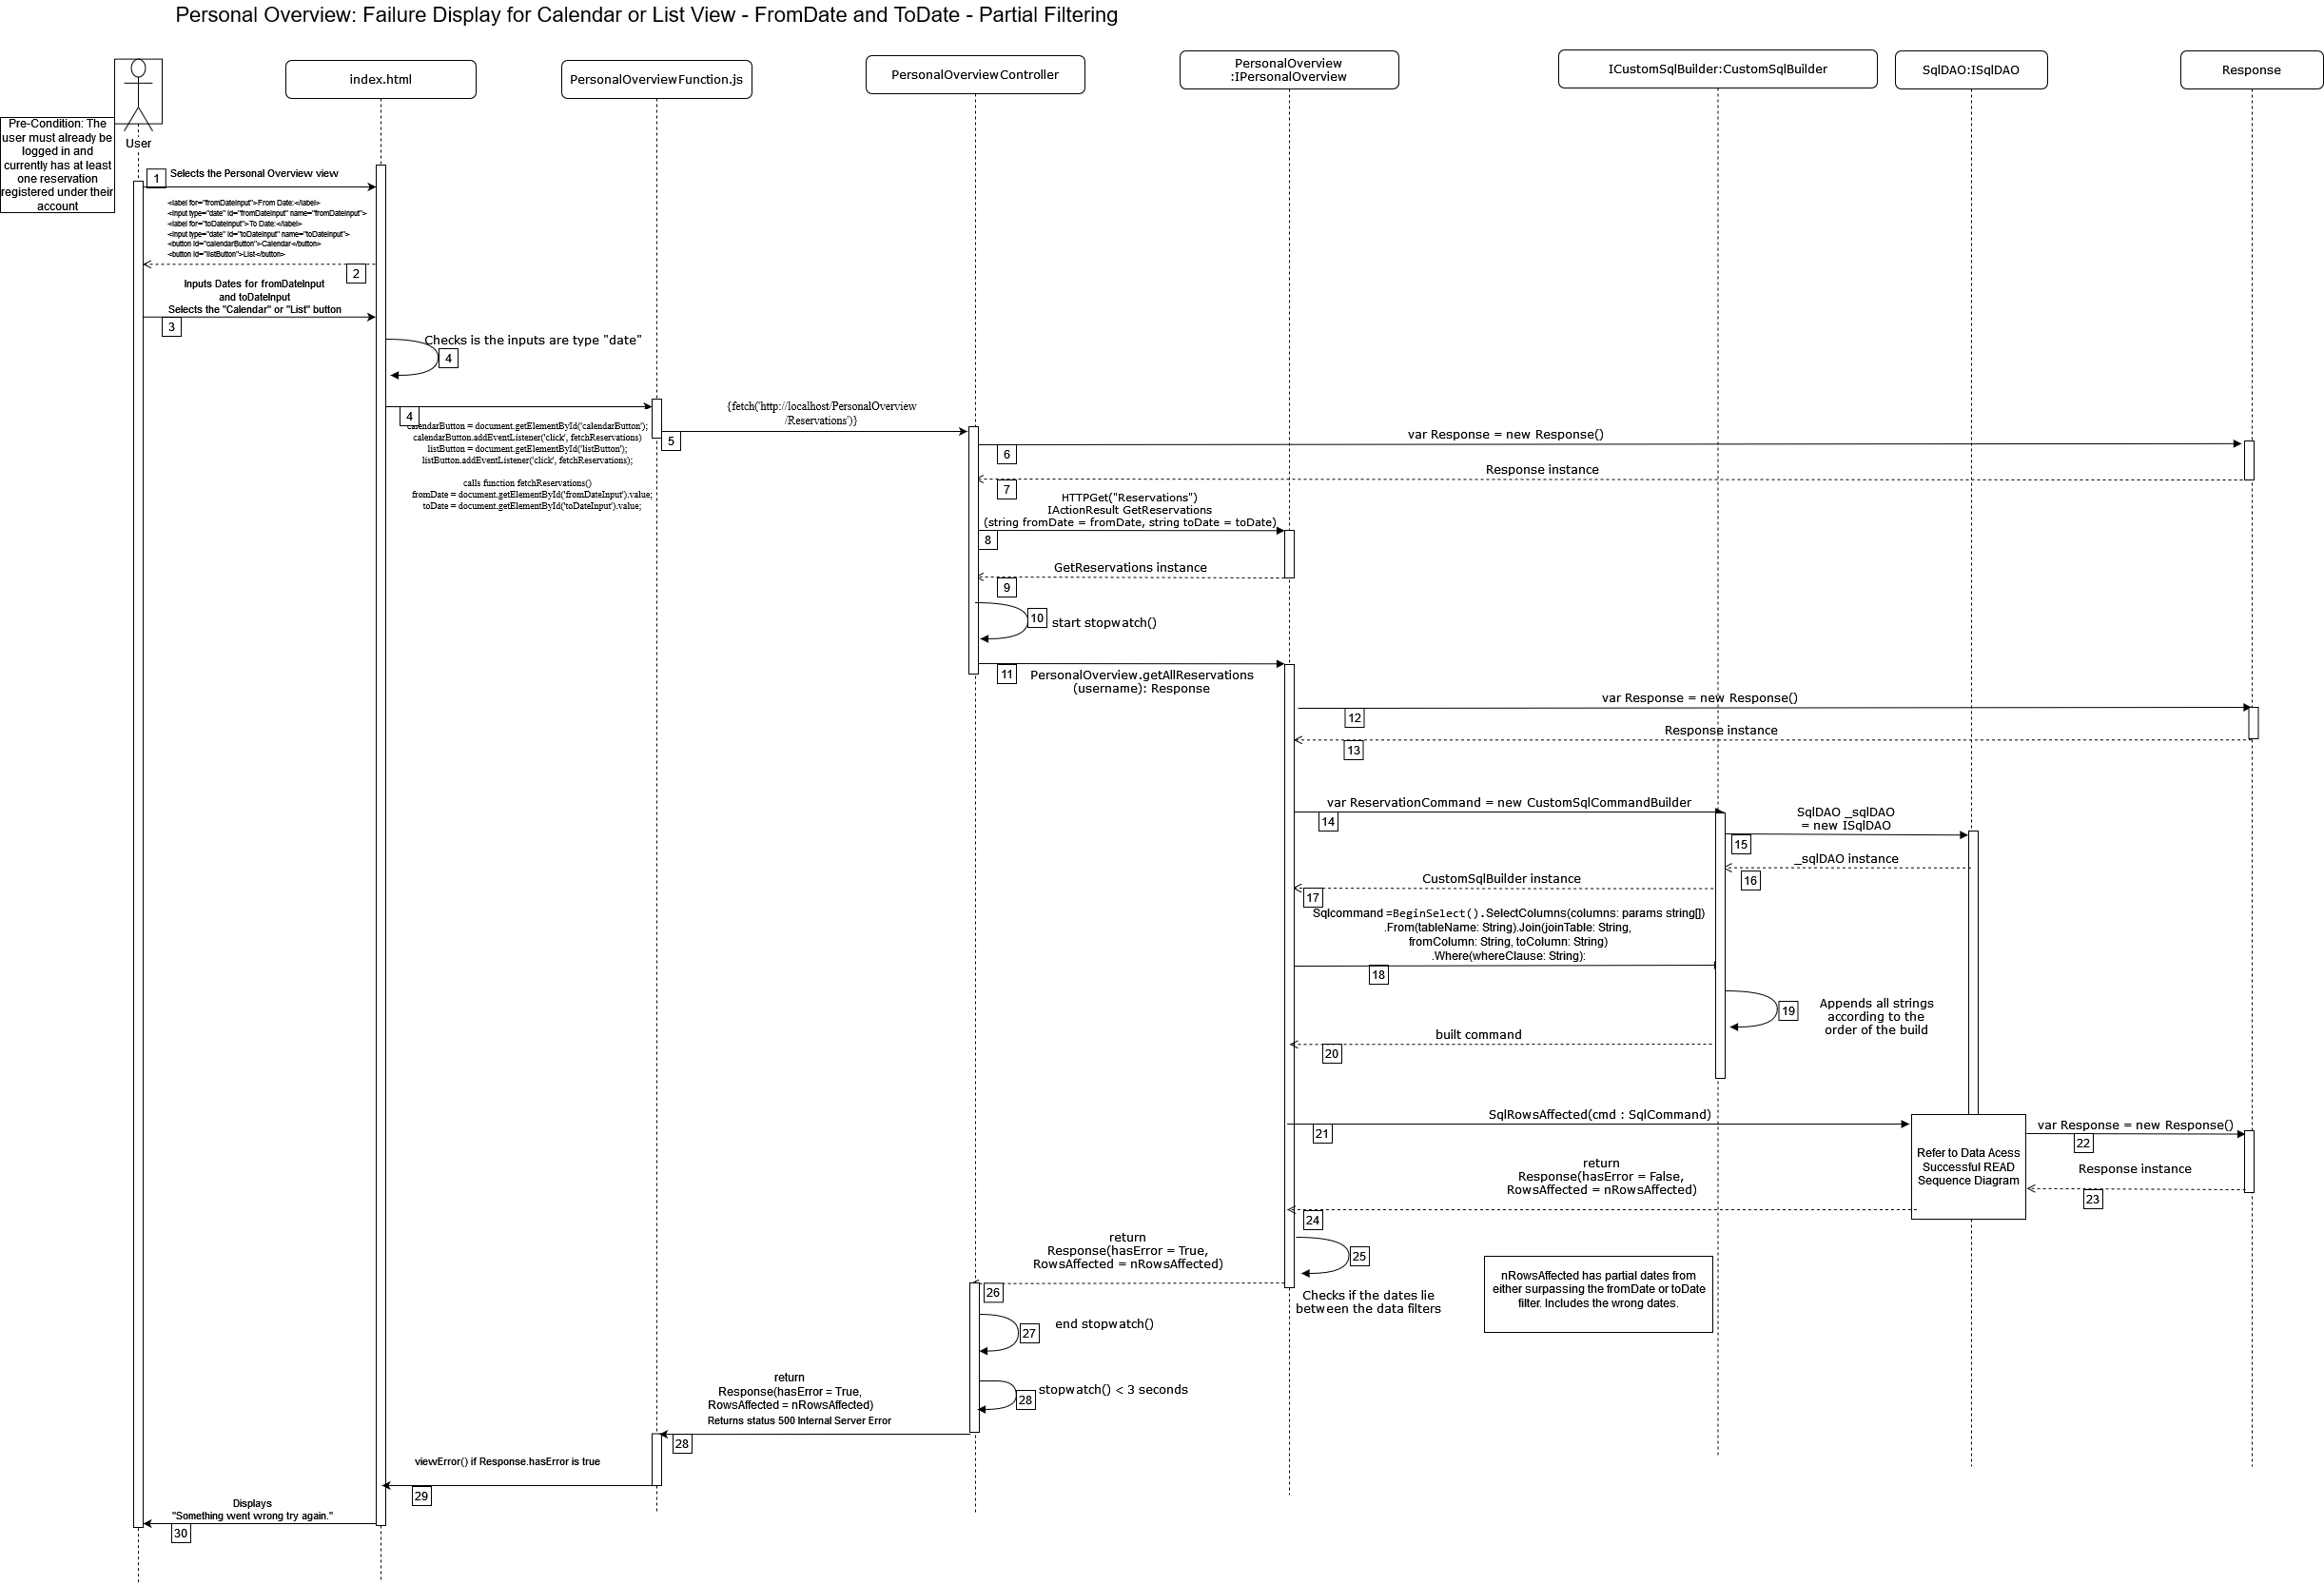 Personal Overview: Failure Display for Calendar or List View - FromDate and ToDate - Partial Filtering
index.html
PersonalOverviewFunction.js
PersonalOverviewController
PersonalOverview
:IPersonalOverview
ICustomSqlBuilder:CustomSqlBuilder
SqlDAO:ISqlDAO
Response
Pre-Condition: The
user must already be
logged in and
currently has at least
one reservation
registered under their
account
User
1
Selects the Personal Overview view
<label for="fromDateInput">From Date:</label>
<input type="date" id="fromDateInput" name="fromDateInput">
<label for="toDateInput">To Date:</label>
<input type="date" id="toDateInput" name="toDateInput">
<button id="calendarButton">Calendar</button>
<button id="listButton">List</button>
2
Inputs Dates for fromDateInput
and toDateInput
Selects the "Calendar" or "List" button
3
Checks is the inputs are type "date"
4
4
calendarButton = document.getElementById('calendarButton');
calendarButton.addEventListener('click', fetchReservations)
listButton = document.getElementById('listButton');
listButton.addEventListener('click', fetchReservations);
calls function fetchReservations()
fromDate = document.getElementById('fromDateInput').value;
toDate = document.getElementById('toDateInput').value;
{fetch('http://localhost/PersonalOverview
/Reservations')}
5
var Response = new Response()
6
Response instance
7
HTTPGet("Reservations")
IActionResult GetReservations
(string fromDate = fromDate, string toDate = toDate)
8
GetReservations instance
9
10
start stopwatch()
11
PersonalOverview.getAllReservations
(username): Response
var Response = new Response()
12
Response instance
13
var ReservationCommand = new CustomSqlCommandBuilder
14
SqlDAO _sqlDAO
= new ISqlDAO
15
_sqlDAO instance
16
CustomSqlBuilder instance
17
Sqlcommand =BeginSelect().SelectColumns(columns: params string[])
.From(tableName: String).Join(joinTable: String,
fromColumn: String, toColumn: String)
.Where(whereClause: String):
18
19
Appends all strings
according to the
order of the build
built command
20
SqlRowsAffected(cmd : SqlCommand)
21
Refer to Data Acess
Successful READ
Sequence Diagram
var Response = new Response()
22
Response instance
23
return
Response(hasError = False,
RowsAffected = nRowsAffected)
24
25
Checks if the dates lie
between the data filters
nRowsAffected has partial dates from
either surpassing the fromDate or toDate
filter. Includes the wrong dates.
return
Response(hasError = True,
RowsAffected = nRowsAffected)
26
27
end stopwatch()
28
stopwatch() < 3 seconds
return
Response(hasError = True,
RowsAffected = nRowsAffected)
Returns status 500 Internal Server Error
28
viewError() if Response.hasError is true
29
Displays
"Something went wrong try again."
30